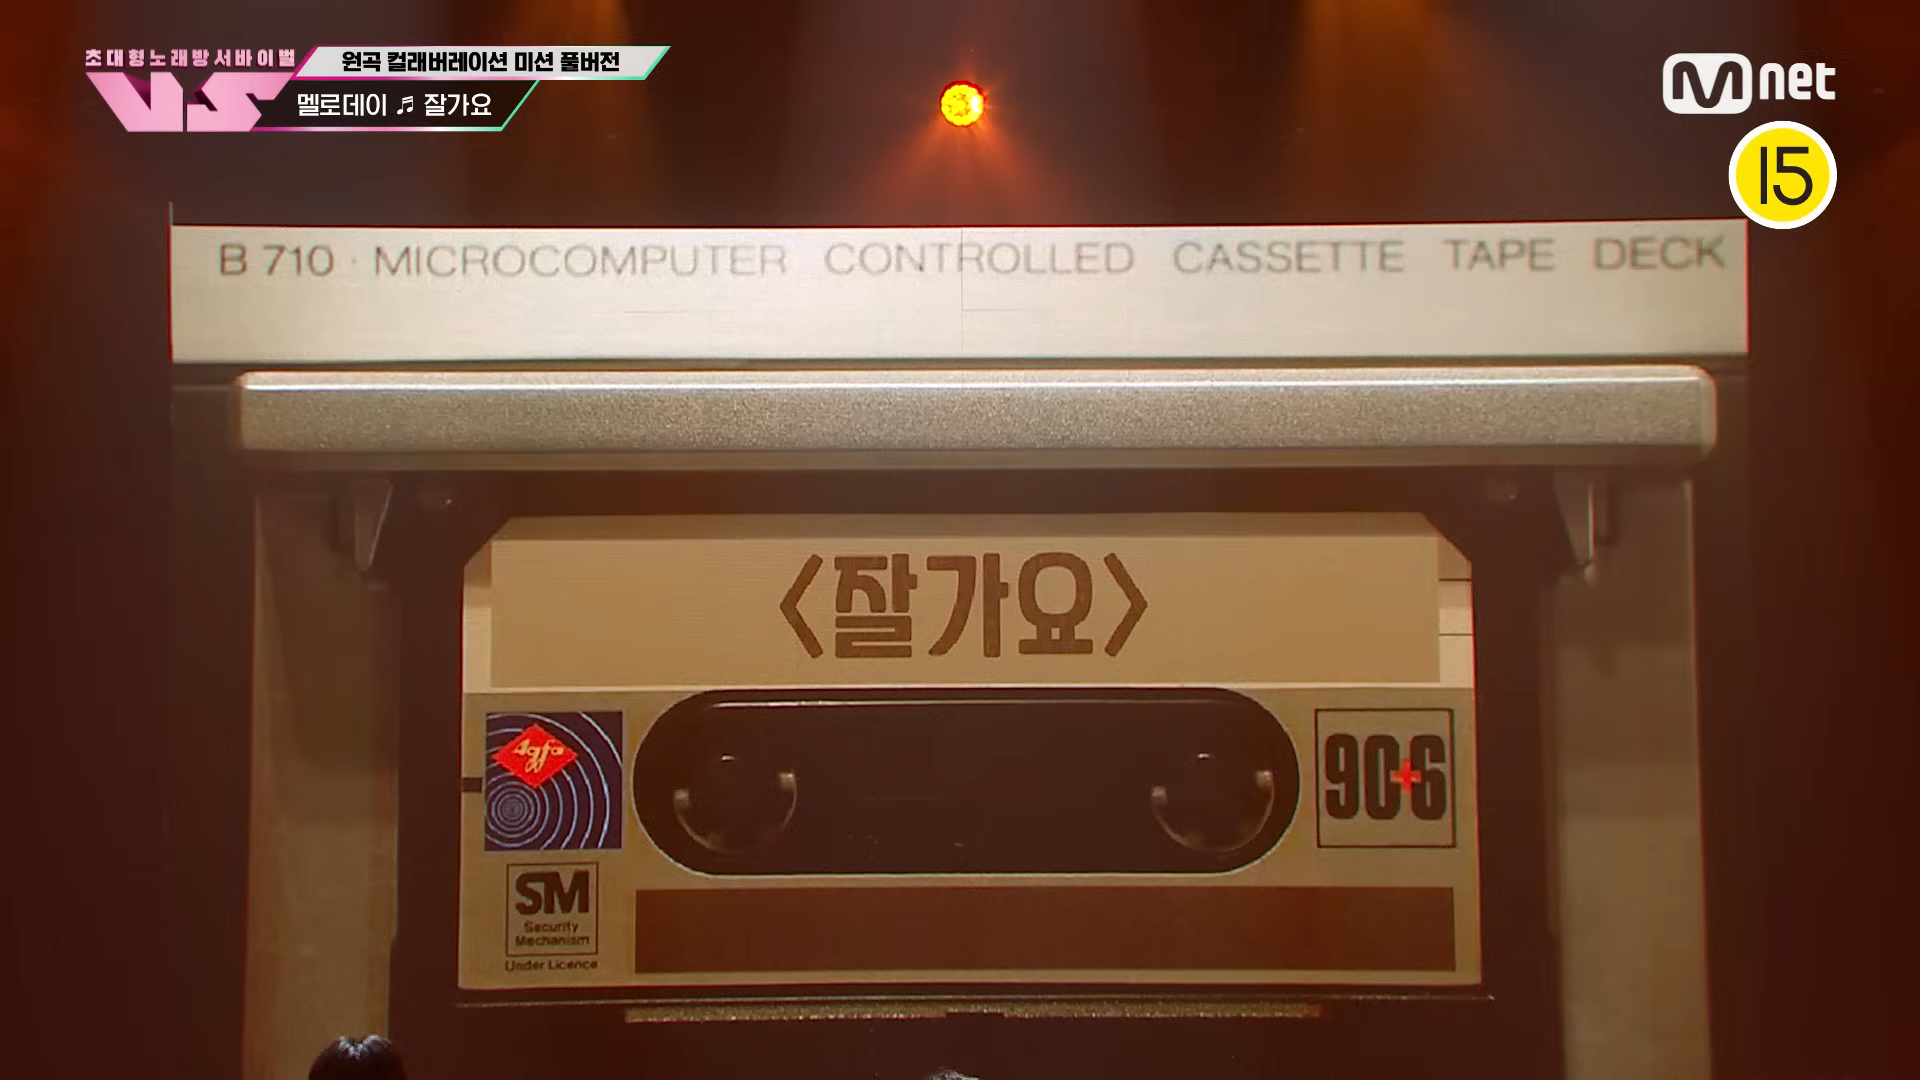 초대형노래방서바이벌
VS
원곡 컬래버레이션 미션 풀버전
멜로데이 ♬ 잘가요
Mnet
15
B 710 · MICROCOMPUTER CONTROLLED CASSETTE TAPE DECK
<잘가요>
Agfa
90+6
SM
Security
Mechanism
Under Licence